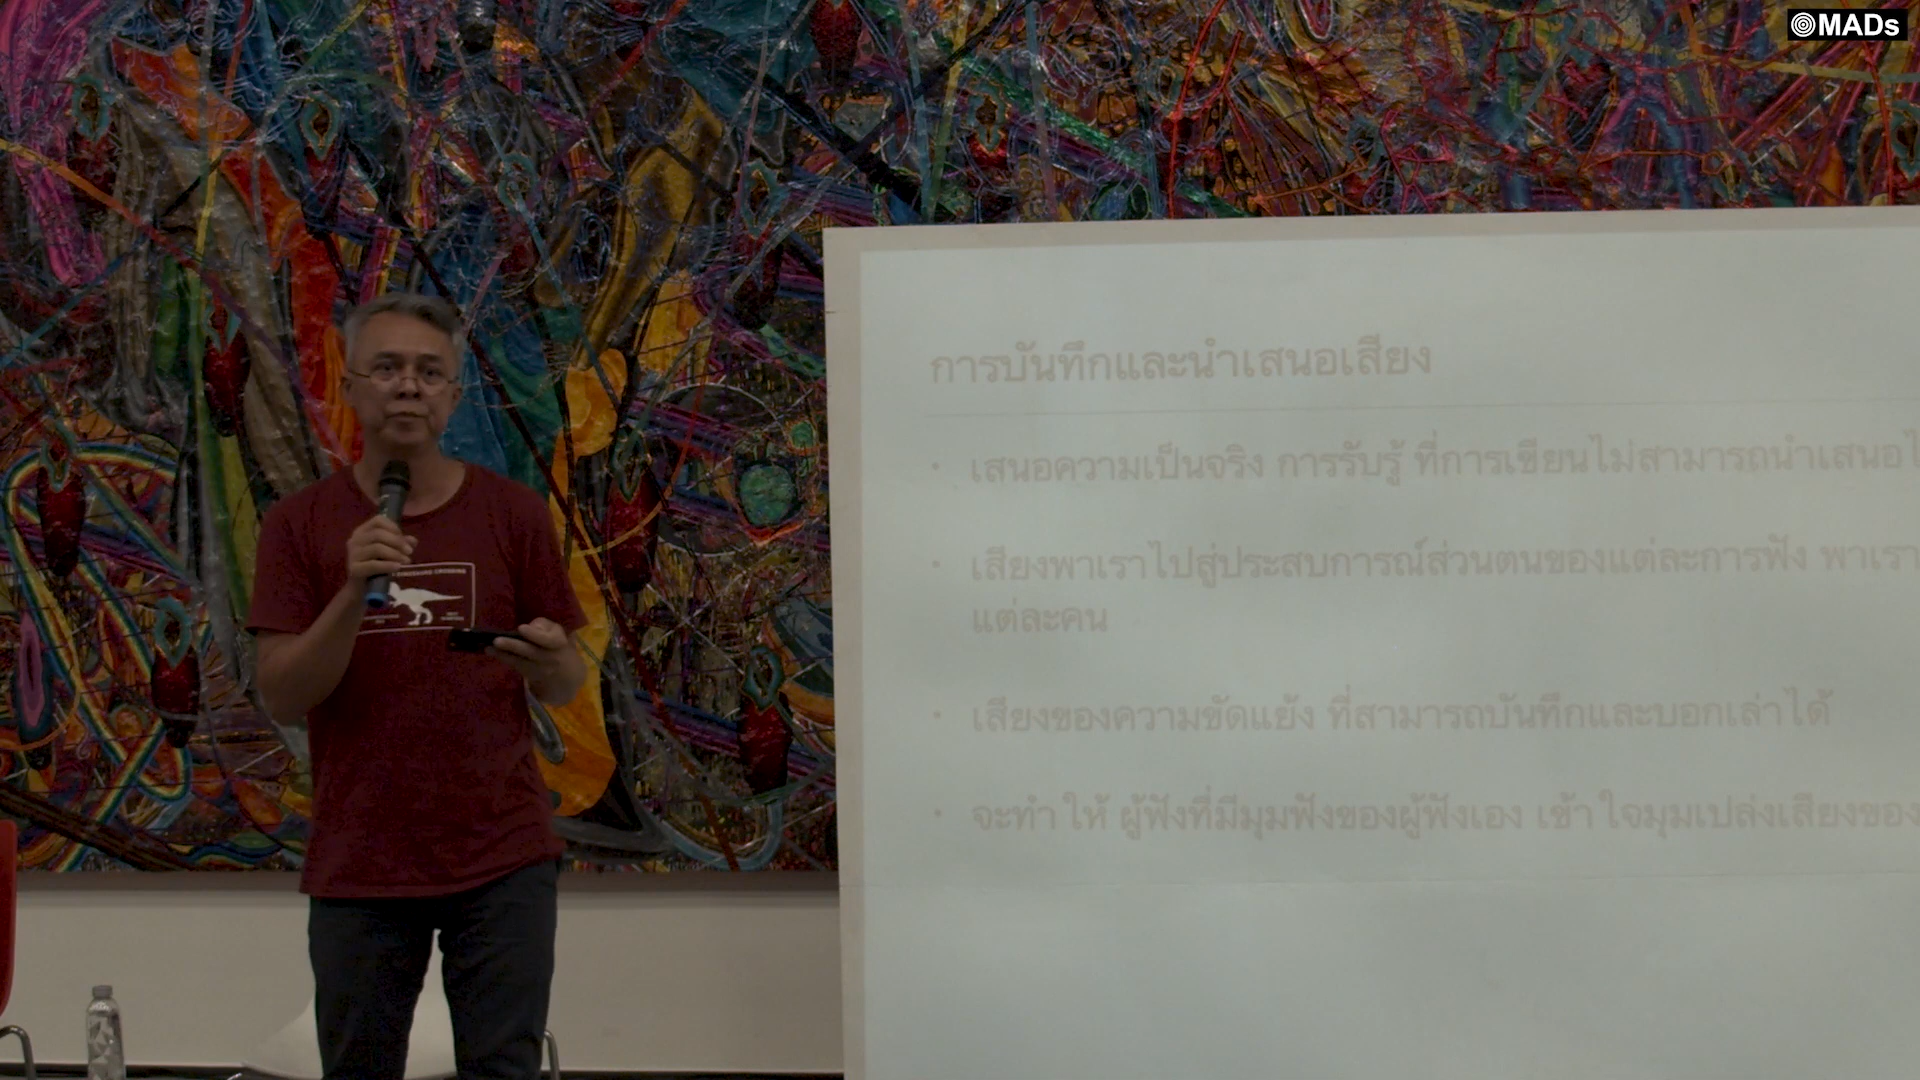 MADs
การบันทึกและนำเสนอเสียง
• เสนอความเป็นจริง การรับรู้ ที่การเขียนไม่สามารถนำเสนอ
• เสียงพาเราไปสู่ประสบการณ์ส่วนตนของแต่ละการฟัง พาเรา
แต่ละคน
• เสียงของความขัดแย้ง ที่สามารถบันทึกและบอกเล่าได้
• จะทำให้ ผู้ฟังที่มีมุมฟังของผู้ฟังเอง เข้าใจมุมเปล่งเสียงของ
DINOSAURS CROSSING